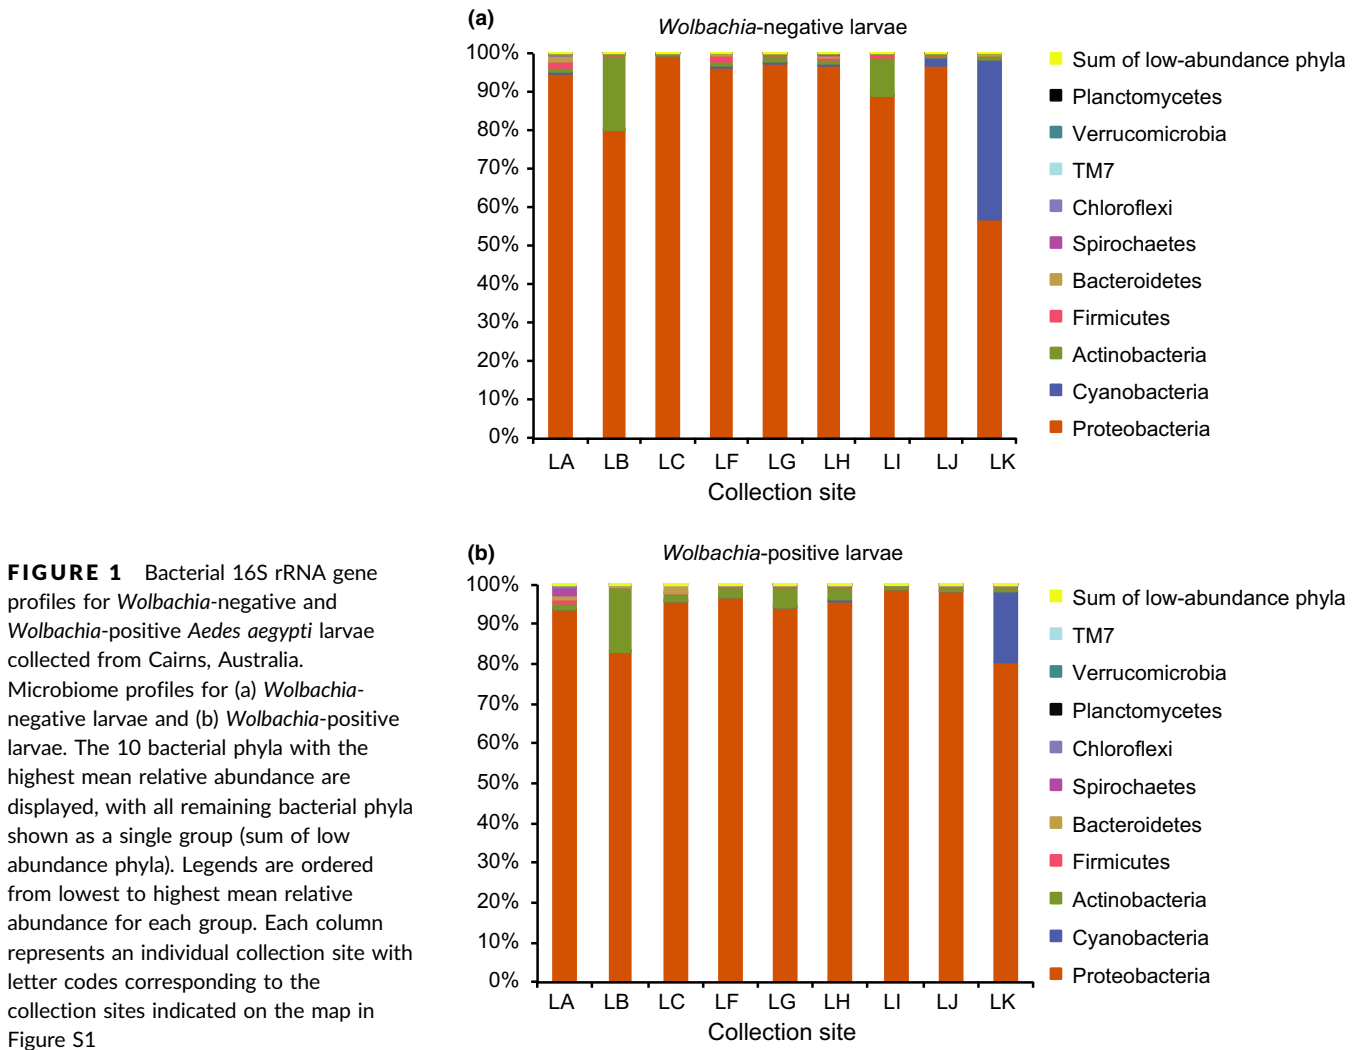 (a)
Wolbachia-negative larvae
100%
90%
80%
70%
60%
50%
40%
30%
20%
10%
0%
LA LB LC LF LG LH LI LJ LK
Collection site
Sum of low-abundance phyla
Planctomycetes
Verrucomicrobia
TM7
Chloroflexi
Spirochaetes
Bacteroidetes
Firmicutes
Actinobacteria
Cyanobacteria
Proteobacteria
(b)
Wolbachia-positive larvae
100%
90%
80%
70%
60%
50%
40%
30%
20%
10%
0%
LA LB LC LF LG LH LI LJ LK
Collection site
Sum of low-abundance phyla
TM7
Verrucomicrobia
Planctomycetes
Chloroflexi
Spirochaetes
Bacteroidetes
Firmicutes
Actinobacteria
Cyanobacteria
Proteobacteria
FIGURE 1 Bacterial 16S rRNA gene
profiles for Wolbachia-negative and
Wolbachia-positive Aedes aegypti larvae
collected from Cairns, Australia.
Microbiome profiles for (a) Wolbachia-
negative larvae and (b) Wolbachia-positive
larvae. The 10 bacterial phyla with the
highest mean relative abundance are
displayed, with all remaining bacterial phyla
shown as a single group (sum of low
abundance phyla). Legends are ordered
from lowest to highest mean relative
abundance for each group. Each column
represents an individual collection site with
letter codes corresponding to the
collection sites indicated on the map in
Figure S1